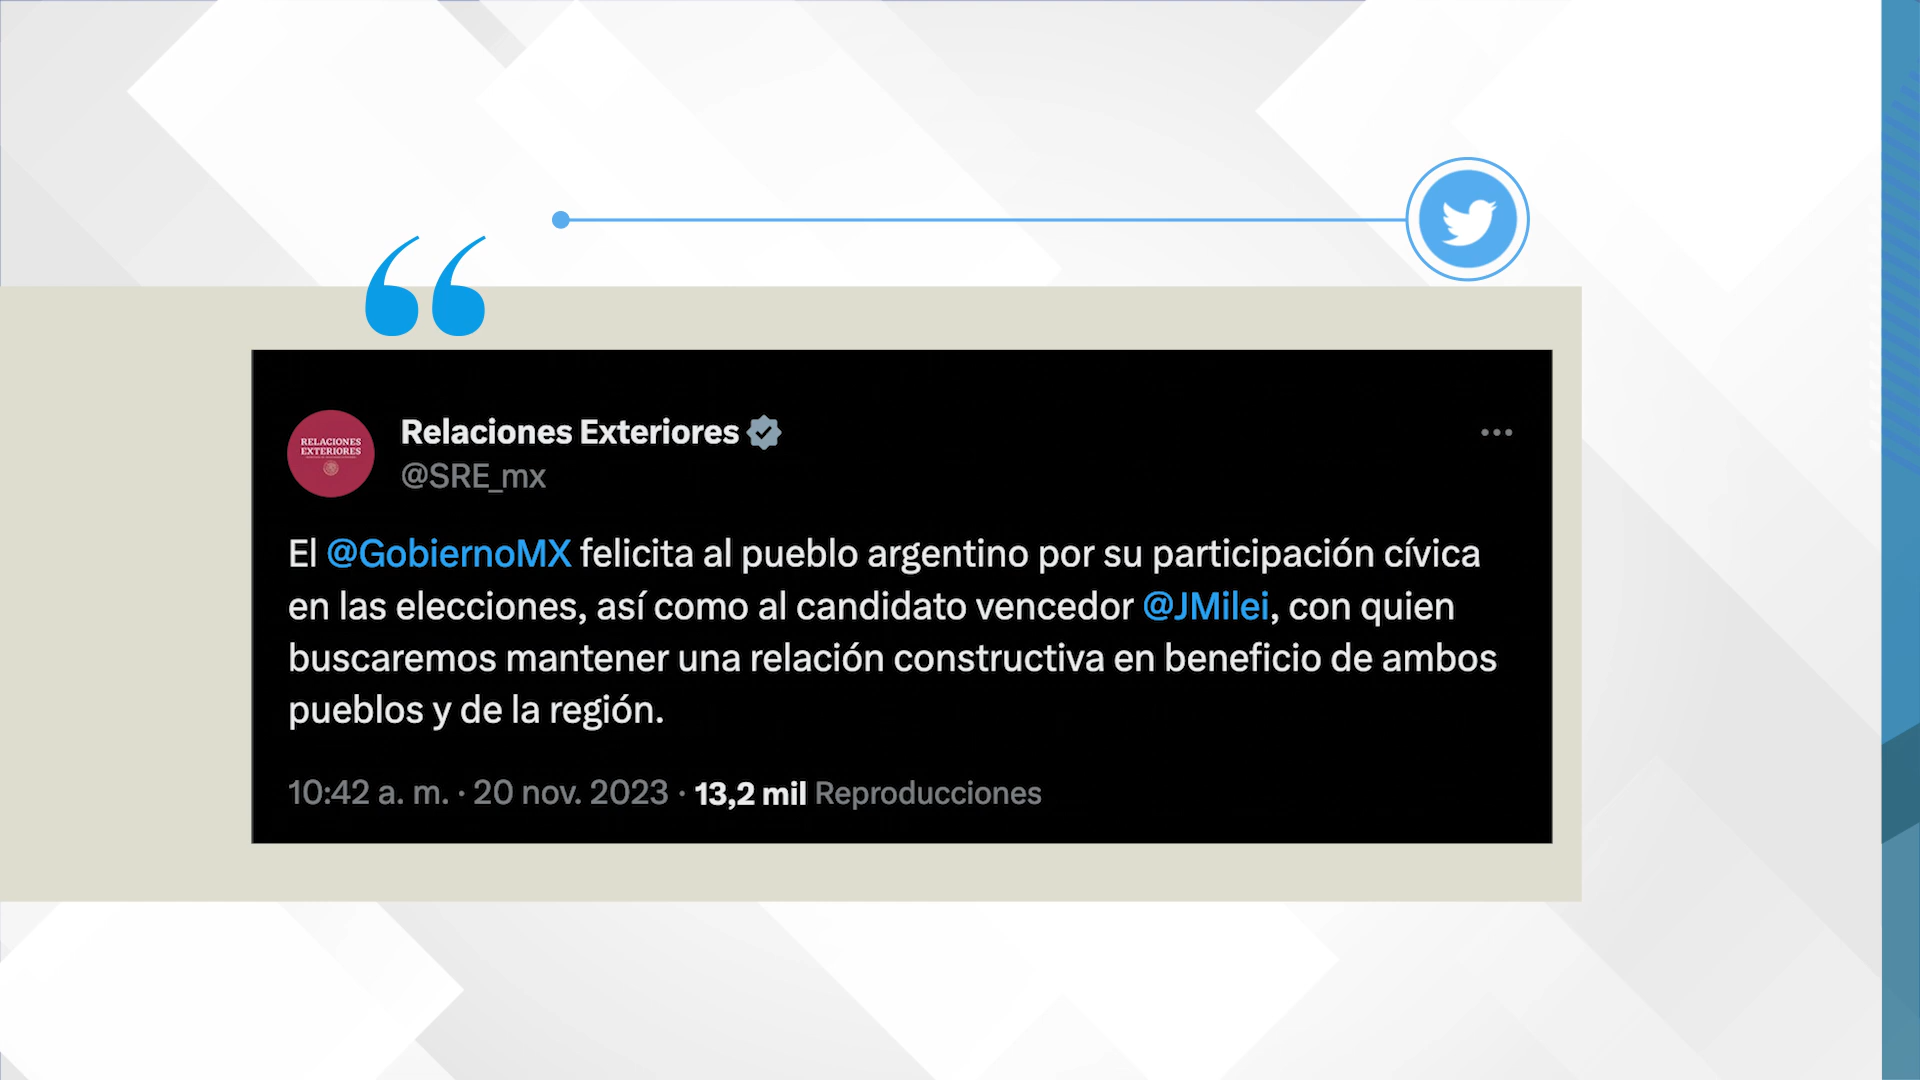 RELACIONES
EXTERIORES
Relaciones Exteriores
@SRE_mx
El @GobiernoMX felicita al pueblo argentino por su participación cívica
en las elecciones, así como al candidato vencedor @JMilei, con quien
buscaremos mantener una relación constructiva en beneficio de ambos
pueblos y de la región.
10:42 a. m. · 20 nov. 2023 · 13,2 mil Reproducciones